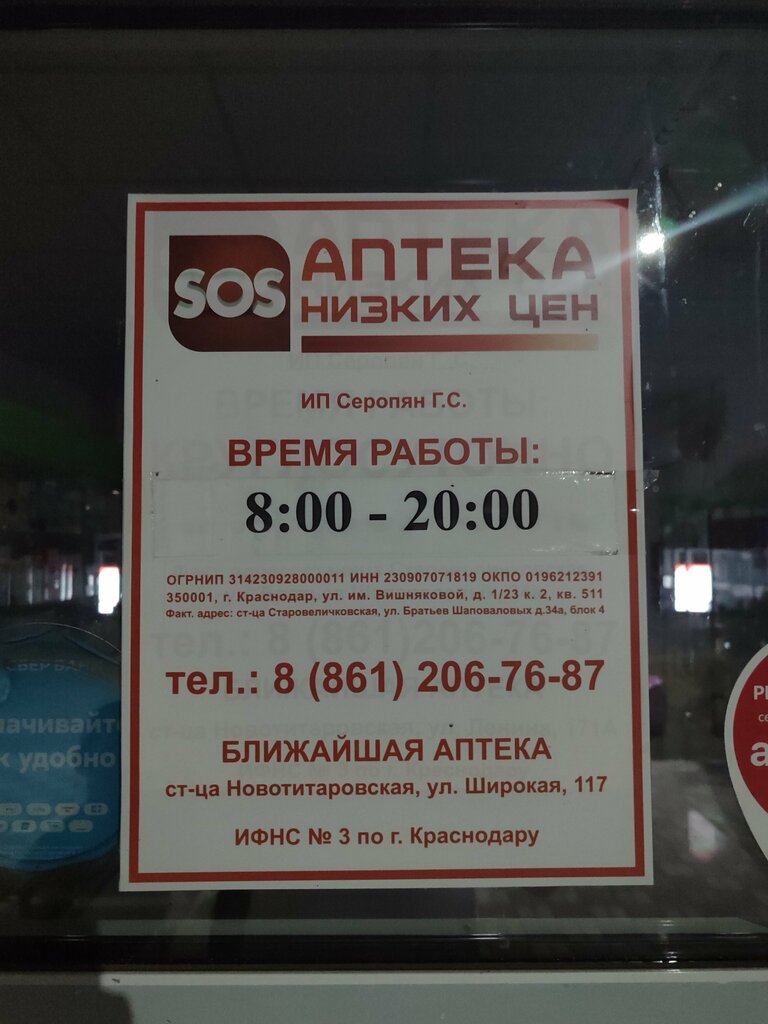 SOS
АПТЕКА
НИЗКИХ ЦЕН
ИП Серопян Г.С.
ВРЕМЯ РАБОТЫ:
8:00 - 20:00
ОГРНИП 314230928000011 ИНН 230907071819 ОКПО 0196212391
350001, г. Краснодар, ул. им. Вишняковой, д. 1/23 к. 2, кв. 511
Факт. адрес: ст-ца Старовеличковская, ул. Братьев Шаповаловых д.34а, блок 4
тел.: 8 (861) 206-76-87
БЛИЖАЙШАЯ АПТЕКА
ст-ца Новотитаровская, ул. Широкая, 117
ИФНС № 3 по г. Краснодару
удобно